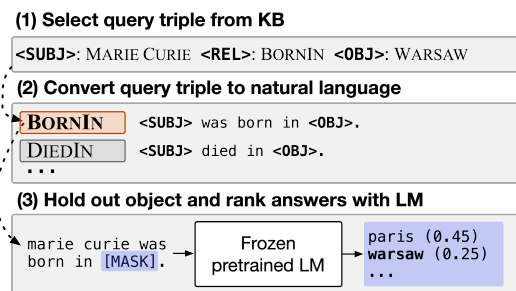 (1) Select query triple from KB
<SUBJ>: MARIE CURIE <REL>: BORNIN <OBJ>: WARSAW
(2) Convert query triple to natural language
BORNIN <SUBJ> was born in <OBJ>.
DIEDIN <SUBJ> died in <OBJ>.
...
(3) Hold out object and rank answers with LM
marie curie was
born in [MASK].
Frozen
pretrained LM
paris (0.45)
warsaw (0.25)
...